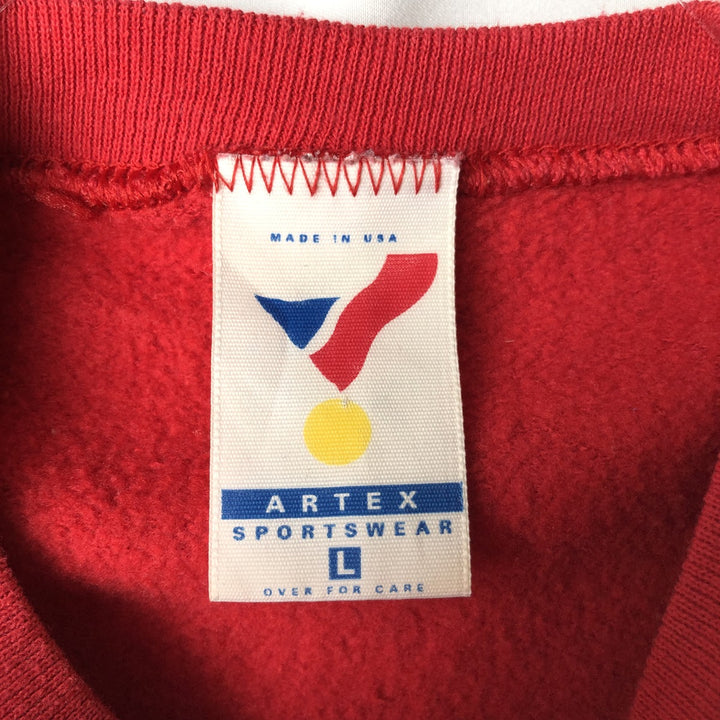 MADE IN USA
ARTEX
SPORTSWEAR
L
OVER FOR CARE